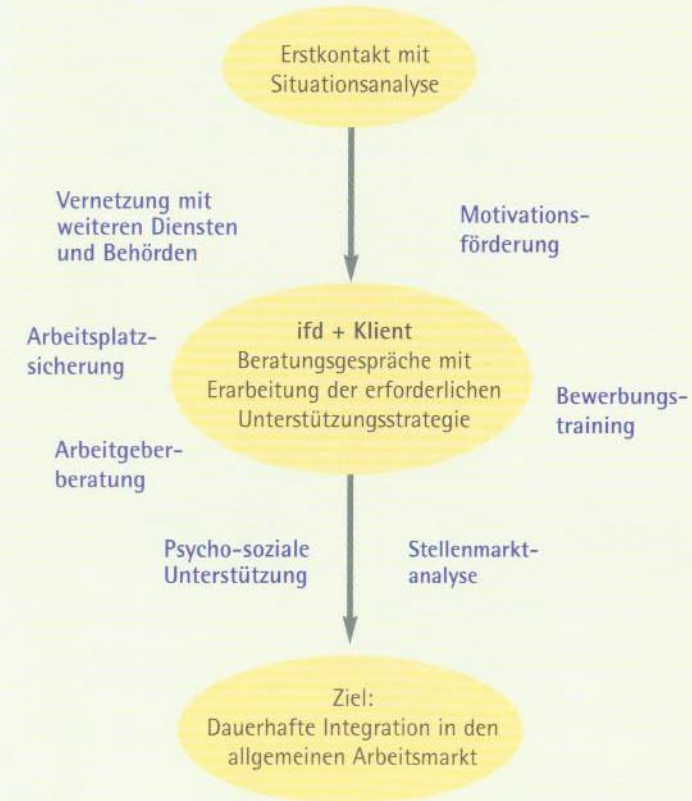 Erstkontakt mit
Situationsanalyse
Vernetzung mit
weiteren Diensten
und Behörden
Motivations-
förderung
Arbeitsplatz-
sicherung
ifd + Klient
Beratungsgespräche mit
Erarbeitung der erforderlichen
Unterstützungsstrategie
Bewerbungs-
training
Arbeitgeber-
beratung
Psycho-soziale
Unterstützung
Stellenmarkt-
analyse
Ziel:
Dauerhafte Integration in den
allgemeinen Arbeitsmarkt